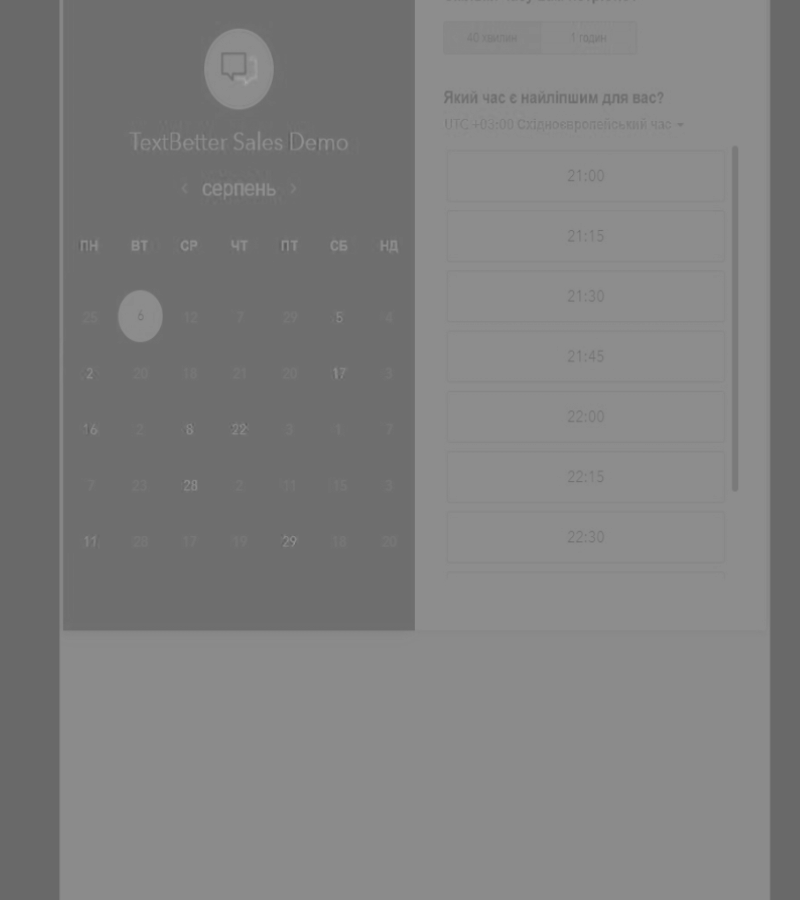 40 хвилин 1 годин
TextBetter Sales Demo
серпень
ПН ВТ СР ЧТ ПТ СБ НД
25 6 12 7 29 5 4
2 20 18 21 20 17 3
16 2 8 22 3 1 7
7 23 28 2 11 15 3
11 28 17 19 29 18 20
Який час є найліпшим для вас?
UTC +03:00 Східноєвропейський час
21:00
21:15
21:30
21:45
22:00
22:15
22:30